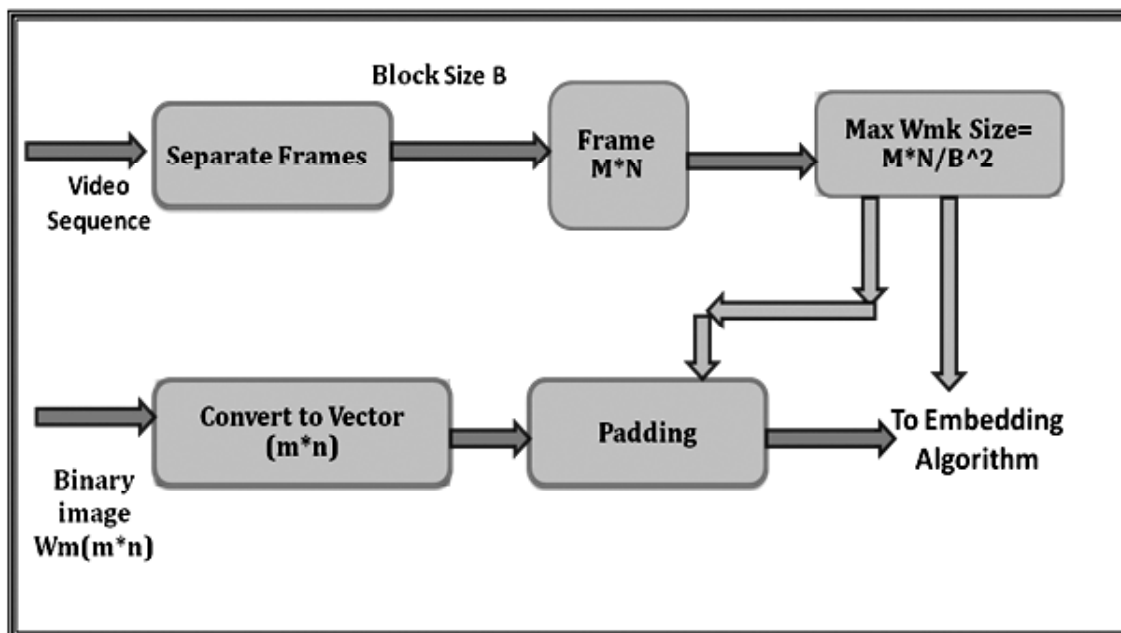 Block Size B
Separate Frames
Frame
M*N
Max Wmk Size=
M*N/B^2
Video
Sequence
Convert to Vector
(m*n)
Padding
To Embedding
Algorithm
Binary
image
Wm(m*n)